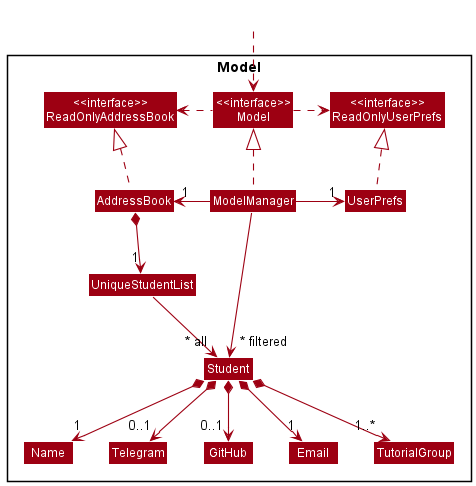 Model
<<interface>>
ReadOnlyAddressBook
<<interface>>
Model
<<interface>>
ReadOnlyUserPrefs
AddressBook
1
ModelManager
1
UserPrefs
1
UniqueStudentList
* all
* filtered
Student
1
0..1
0..1
1
1..*
Name
Telegram
GitHub
Email
TutorialGroup